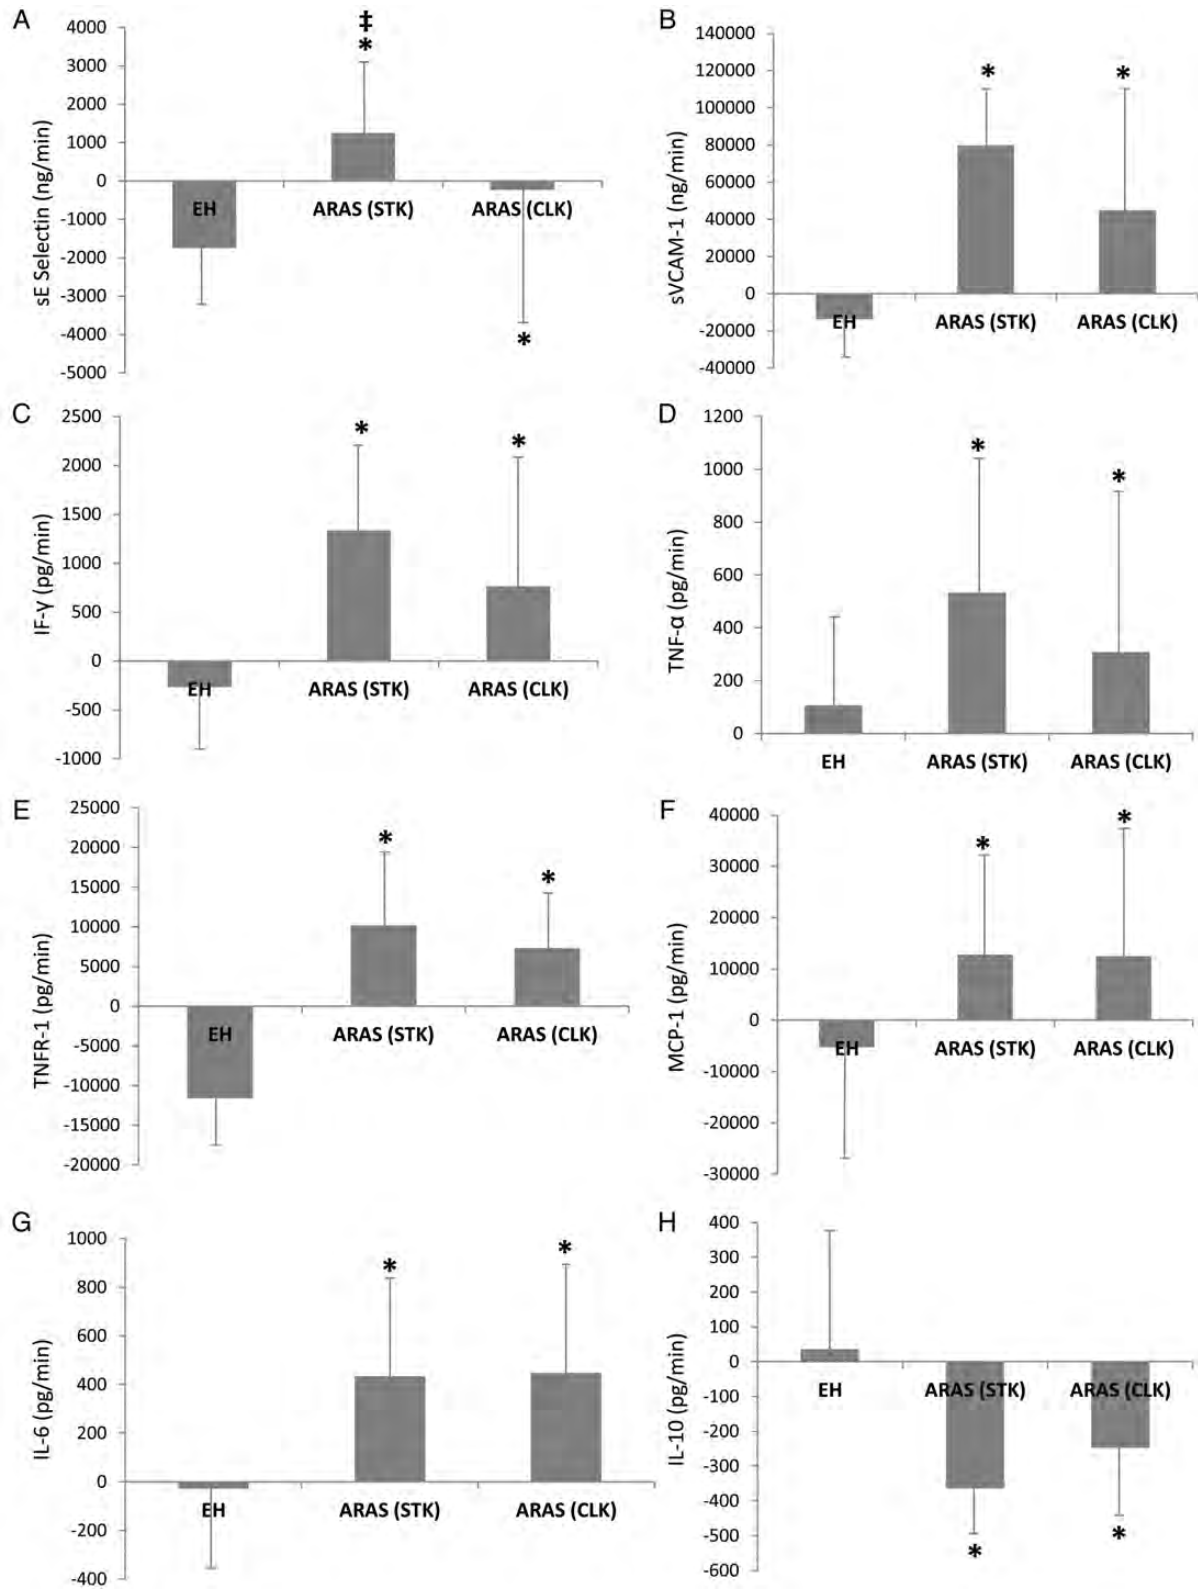 A
sE Selectin (ng/min)
4000
3000
2000
1000
0
-1000
-2000
-3000
-4000
-5000
‡
*
*
EH
ARAS (STK)
ARAS (CLK)
B
sVCAM-1 (ng/min)
140000
120000
100000
80000
60000
40000
20000
0
-20000
-40000
*
*
EH
ARAS (STK)
ARAS (CLK)
C
IF-γ (pg/min)
2500
2000
1500
1000
500
0
-500
-1000
*
*
EH
ARAS (STK)
ARAS (CLK)
D
TNF-α (pg/min)
1200
1000
800
600
400
200
0
*
*
EH
ARAS (STK)
ARAS (CLK)
E
TNFR-1 (pg/min)
25000
20000
15000
10000
5000
0
-5000
-10000
-15000
-20000
*
*
EH
ARAS (STK)
ARAS (CLK)
F
MCP-1 (pg/min)
40000
30000
20000
10000
0
-10000
-20000
-30000
*
*
EH
ARAS (STK)
ARAS (CLK)
G
IL-6 (pg/min)
1000
800
600
400
200
0
-200
-400
*
*
EH
ARAS (STK)
ARAS (CLK)
H
IL-10 (pg/min)
400
300
200
100
0
-100
-200
-300
-400
-500
-600
EH
ARAS (STK)
ARAS (CLK)
*
*